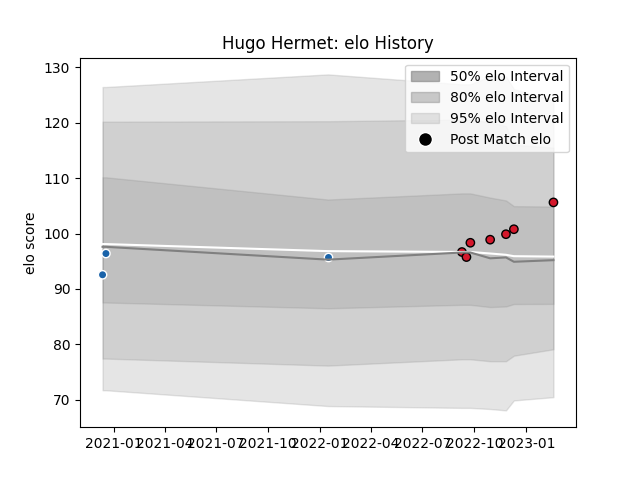 Hugo Hermet: elo History
50% elo Interval
80% elo Interval
95% elo Interval
Post Match elo
elo score
130
120
110
100
90
80
70
2021-01 2021-04 2021-07 2021-10 2022-01 2022-04 2022-07 2022-10 2023-01